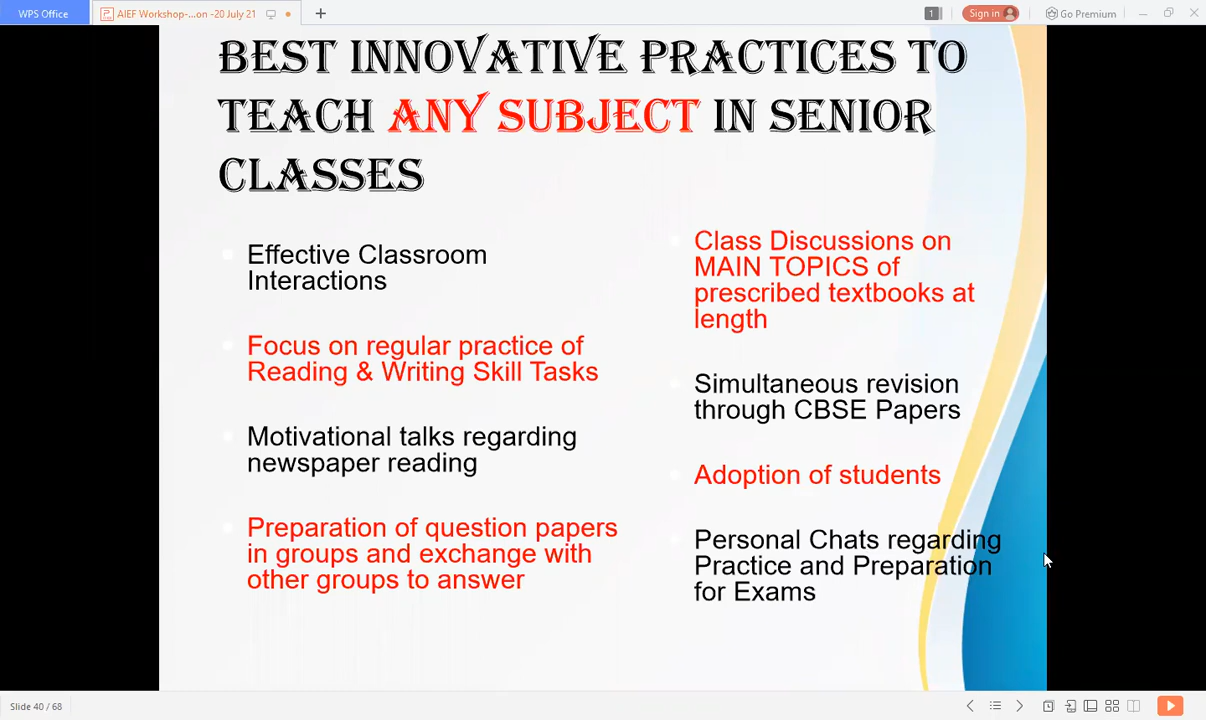 WPS Office
AIEF Workshop-...on -20 July 21
1
Sign in
Go Premium
BEST INNOVATIVE PRACTICES TO
TEACH ANY SUBJECT IN SENIOR
CLASSES
Effective Classroom
Interactions
Focus on regular practice of
Reading & Writing Skill Tasks
Motivational talks regarding
newspaper reading
Preparation of question papers
in groups and exchange with
other groups to answer
Class Discussions on
MAIN TOPICS of
prescribed textbooks at
length
Simultaneous revision
through CBSE Papers
Adoption of students
Personal Chats regarding
Practice and Preparation
for Exams
Slide 40 / 68